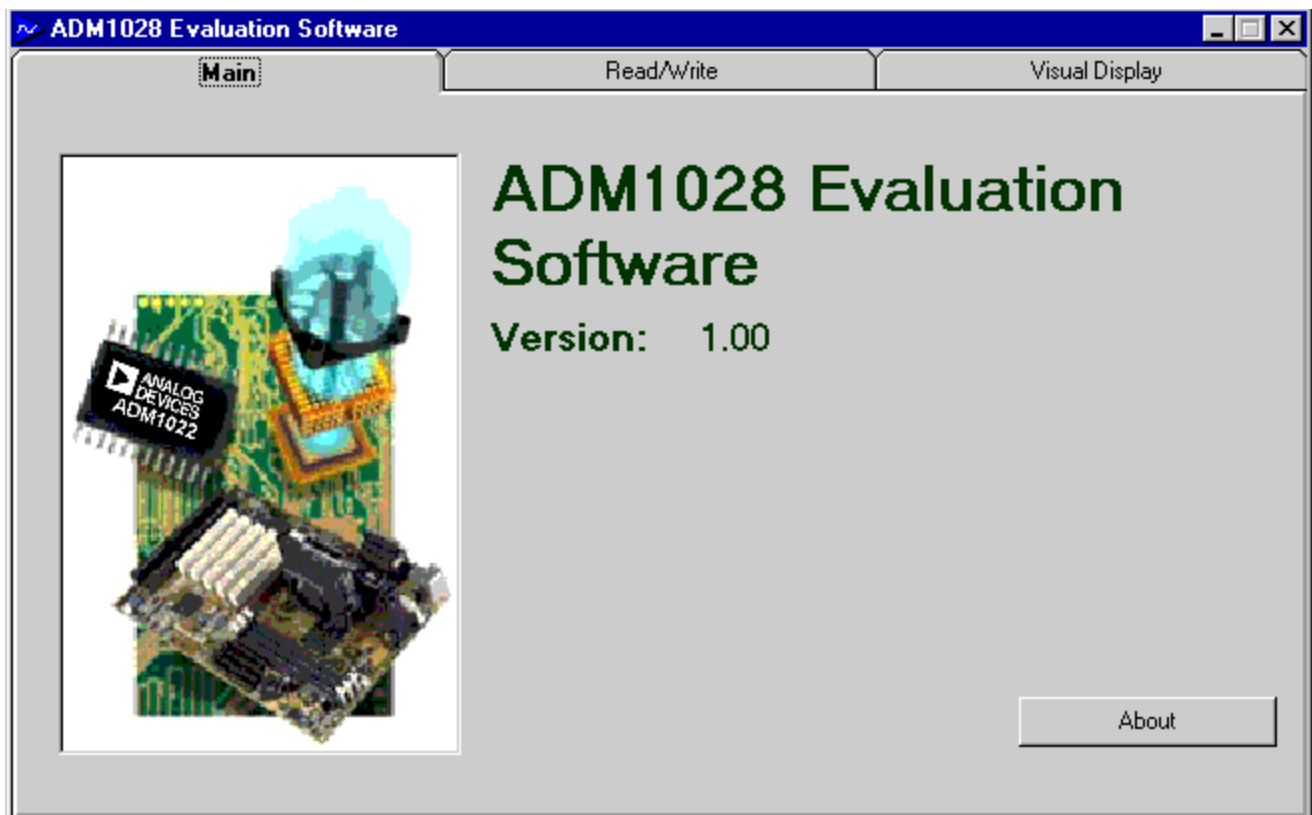 ADM1028 Evaluation Software
Main Read/Write Visual Display
ADM1028 Evaluation
Software
Version: 1.00
ANALOG
DEVICES
ADM1022
About